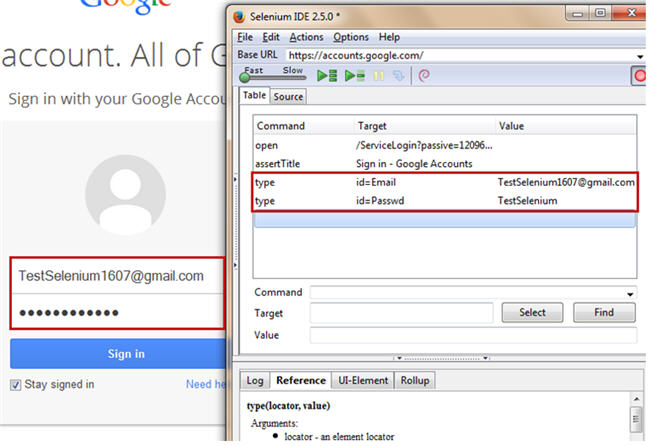 Google
account. All of G
Sign in with your Google Accou
TestSelenium1607@gmail.com
Sign in
Stay signed in
Need he
Selenium IDE 2.5.0 *
File Edit Actions Options Help
Base URL https://accounts.google.com/
Fast Slow
Table Source
Command Target Value
open /ServiceLogin?passive=12096...
assertTitle Sign in - Google Accounts
type id=Email TestSelenium1607@gmail.com
type id=Passwd TestSelenium
Command
Target Select Find
Value
Log Reference UI-Element Rollup
type(locator, value)
Arguments:
locator - an element locator